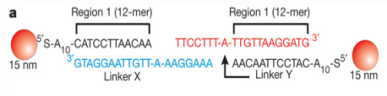 a Region 1 (12-mer) Region 1 (12-mer)
5'S-A10-CATCCTTAACAA TTCCTTT-A-TTGTTAAGGATG 3'
3'GTAGGAATTGTT-A-AAGGAAA AACAATTCCTAC-A10-S5'
15 nm Linker X Linker Y 15 nm